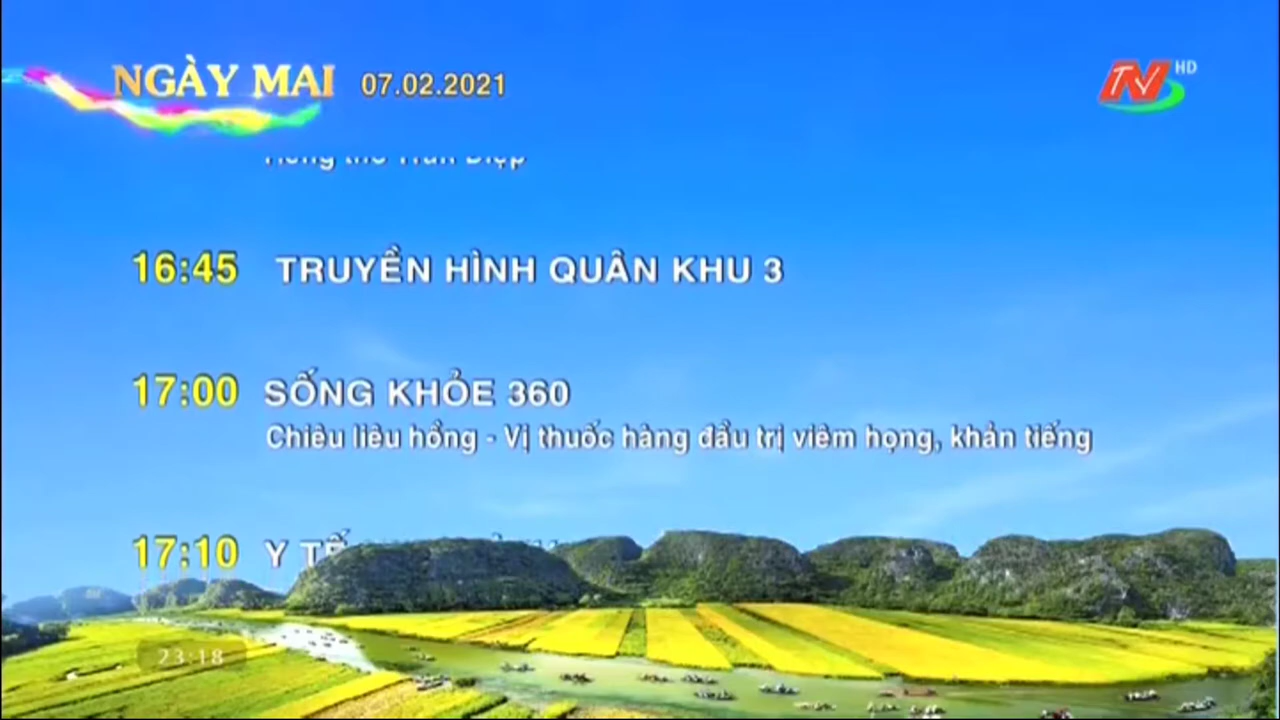 NGÀY MAI 07.02.2021
NTV HD
16:45 TRUYỀN HÌNH QUÂN KHU 3
17:00 SỐNG KHỎE 360
Chiêu liêu hồng - Vị thuốc hàng đầu trị viêm họng, khản tiếng
17:10 Y TẾ
23:18